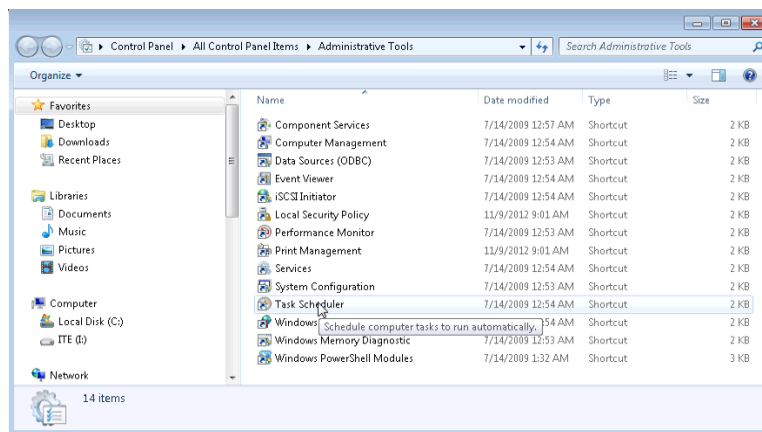 Control Panel ▸ All Control Panel Items ▸ Administrative Tools
Search Administrative Tools
Organize
Name Date modified Type Size
Favorites
Desktop
Downloads
Recent Places
Libraries
Documents
Music
Pictures
Videos
Computer
Local Disk (C:)
ITE (I:)
Network
Component Services 7/14/2009 12:57 AM Shortcut 2 KB
Computer Management 7/14/2009 12:54 AM Shortcut 2 KB
Data Sources (ODBC) 7/14/2009 12:53 AM Shortcut 2 KB
Event Viewer 7/14/2009 12:54 AM Shortcut 2 KB
iSCSI Initiator 7/14/2009 12:54 AM Shortcut 2 KB
Local Security Policy 11/9/2012 9:01 AM Shortcut 2 KB
Performance Monitor 7/14/2009 12:53 AM Shortcut 2 KB
Print Management 11/9/2012 9:01 AM Shortcut 2 KB
Services 7/14/2009 12:54 AM Shortcut 2 KB
System Configuration 7/14/2009 12:53 AM Shortcut 2 KB
Task Scheduler 7/14/2009 12:54 AM Shortcut 2 KB
Windows :54 AM Shortcut 2 KB
Schedule computer tasks to run automatically.
Windows Memory Diagnostic 7/14/2009 12:53 AM Shortcut 2 KB
Windows PowerShell Modules 7/14/2009 1:32 AM Shortcut 3 KB
14 items